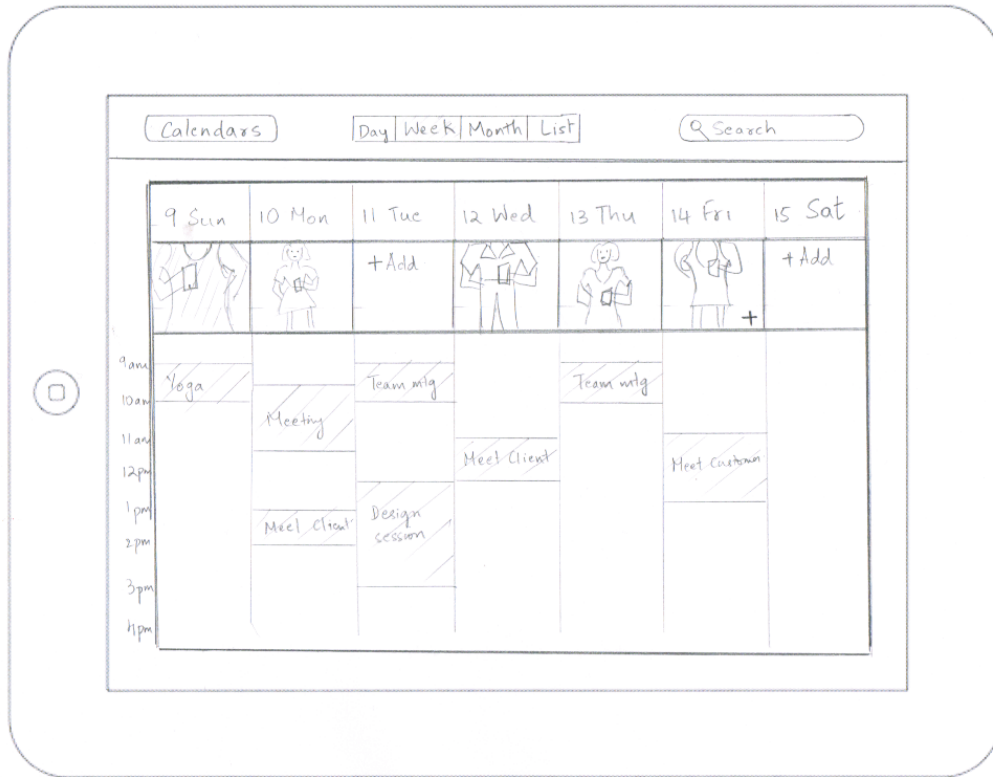 Calendars
Day Week Month List
Search
9 Sun 10 Mon 11 Tue 12 Wed 13 Thu 14 Fri 15 Sat
+ Add + Add
+
9am
Yoga Team mtg Team mtg
10am
Meeting
11am
Meet Client Meet Customer
12pm
1pm
Design
Meet Client session
2pm
3pm
4pm